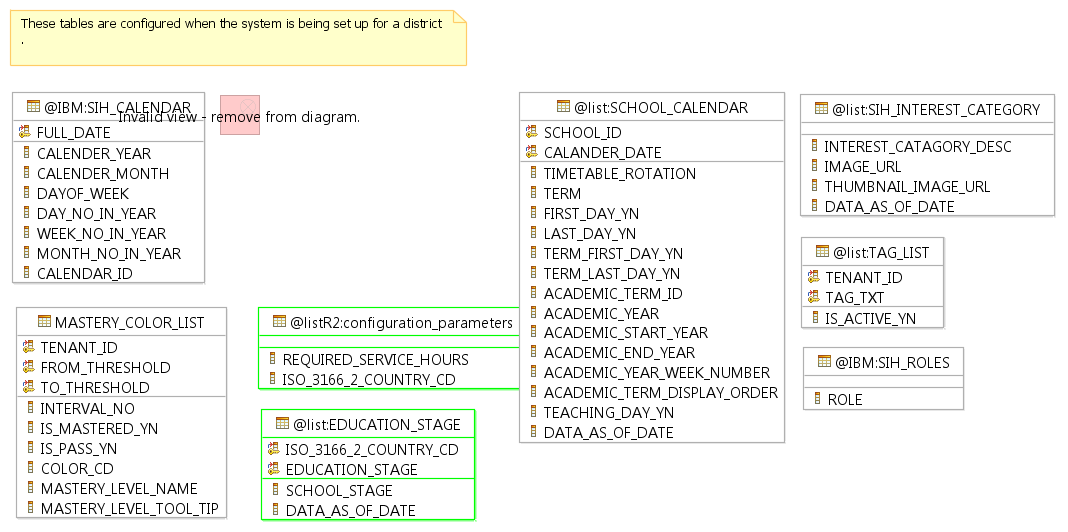 These tables are configured when the system is being set up for a district
.
@IBM:SIH_CALENDAR
FULL_DATE
CALENDER_YEAR
CALENDER_MONTH
DAYOF_WEEK
DAY_NO_IN_YEAR
WEEK_NO_IN_YEAR
MONTH_NO_IN_YEAR
CALENDAR_ID
Invalid view - remove from diagram.
@list:SCHOOL_CALENDAR
SCHOOL_ID
CALANDER_DATE
TIMETABLE_ROTATION
TERM
FIRST_DAY_YN
LAST_DAY_YN
TERM_FIRST_DAY_YN
TERM_LAST_DAY_YN
ACADEMIC_TERM_ID
ACADEMIC_YEAR
ACADEMIC_START_YEAR
ACADEMIC_END_YEAR
ACADEMIC_YEAR_WEEK_NUMBER
ACADEMIC_TERM_DISPLAY_ORDER
TEACHING_DAY_YN
DATA_AS_OF_DATE
@list:SIH_INTEREST_CATEGORY
INTEREST_CATAGORY_DESC
IMAGE_URL
THUMBNAIL_IMAGE_URL
DATA_AS_OF_DATE
@list:TAG_LIST
TENANT_ID
TAG_TXT
IS_ACTIVE_YN
@IBM:SIH_ROLES
ROLE
MASTERY_COLOR_LIST
TENANT_ID
FROM_THRESHOLD
TO_THRESHOLD
INTERVAL_NO
IS_MASTERED_YN
IS_PASS_YN
COLOR_CD
MASTERY_LEVEL_NAME
MASTERY_LEVEL_TOOL_TIP
@listR2:configuration_parameters
REQUIRED_SERVICE_HOURS
ISO_3166_2_COUNTRY_CD
@list:EDUCATION_STAGE
ISO_3166_2_COUNTRY_CD
EDUCATION_STAGE
SCHOOL_STAGE
DATA_AS_OF_DATE